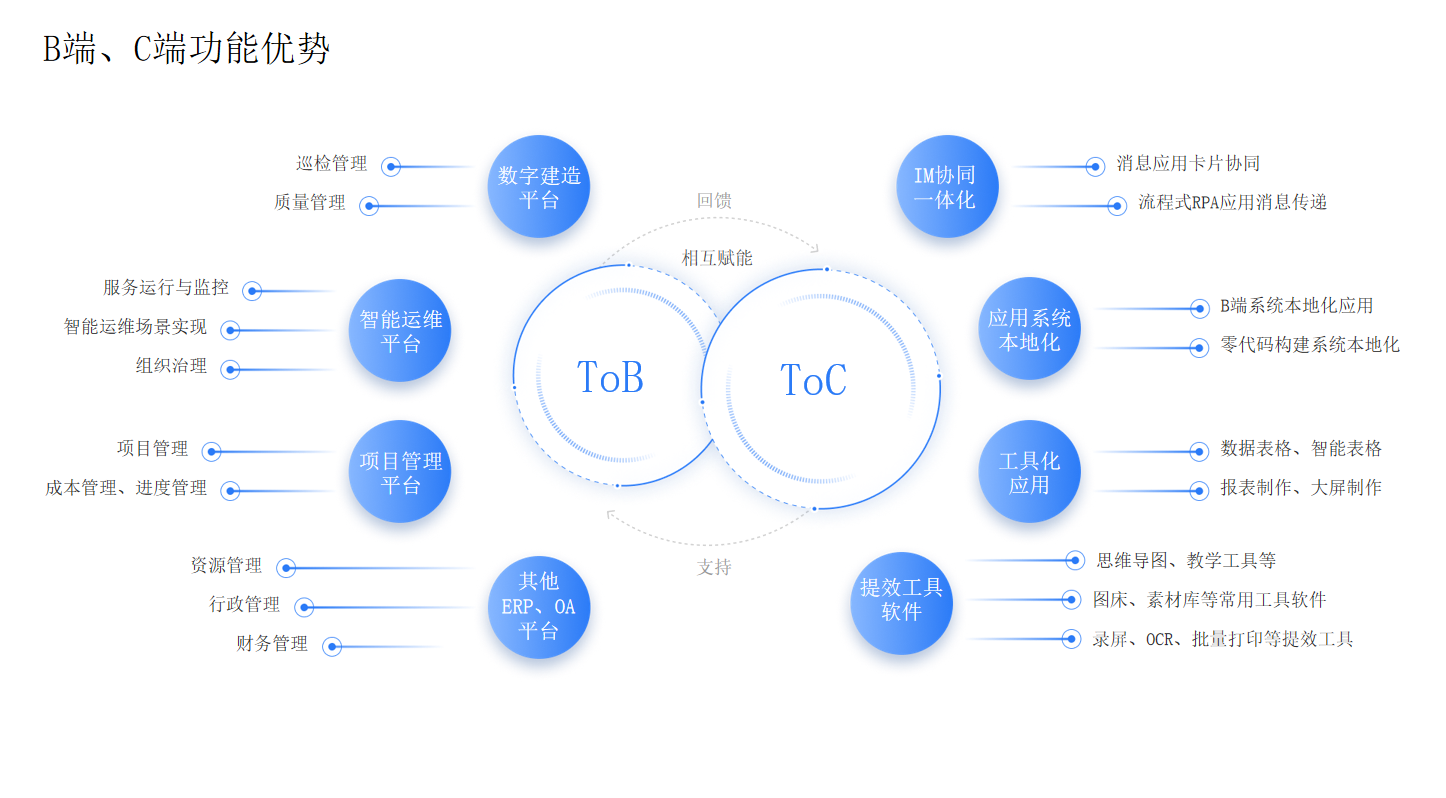 B端、C端功能优势
巡检管理
质量管理
数字建造
平台
服务运行与监控
智能运维场景实现
组织治理
智能运维
平台
项目管理
成本管理、进度管理
项目管理
平台
资源管理
行政管理
财务管理
其他
ERP、OA
平台
回馈
相互赋能
ToB
ToC
支持
IM协同
一体化
消息应用卡片协同
流程式RPA应用消息传递
应用系统
本地化
B端系统本地化应用
零代码构建系统本地化
工具化
应用
数据表格、智能表格
报表制作、大屏制作
提效工具
软件
思维导图、教学工具等
图床、素材库等常用工具软件
录屏、OCR、批量打印等提效工具